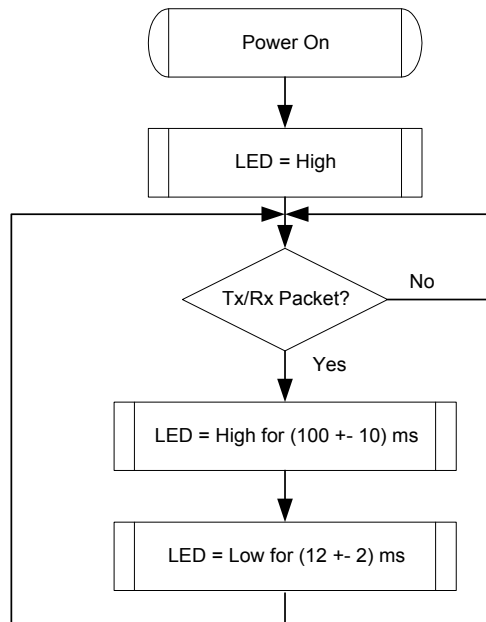 Power On
LED = High
Tx/Rx Packet?
No
Yes
LED = High for (100 +- 10) ms
LED = Low for (12 +- 2) ms